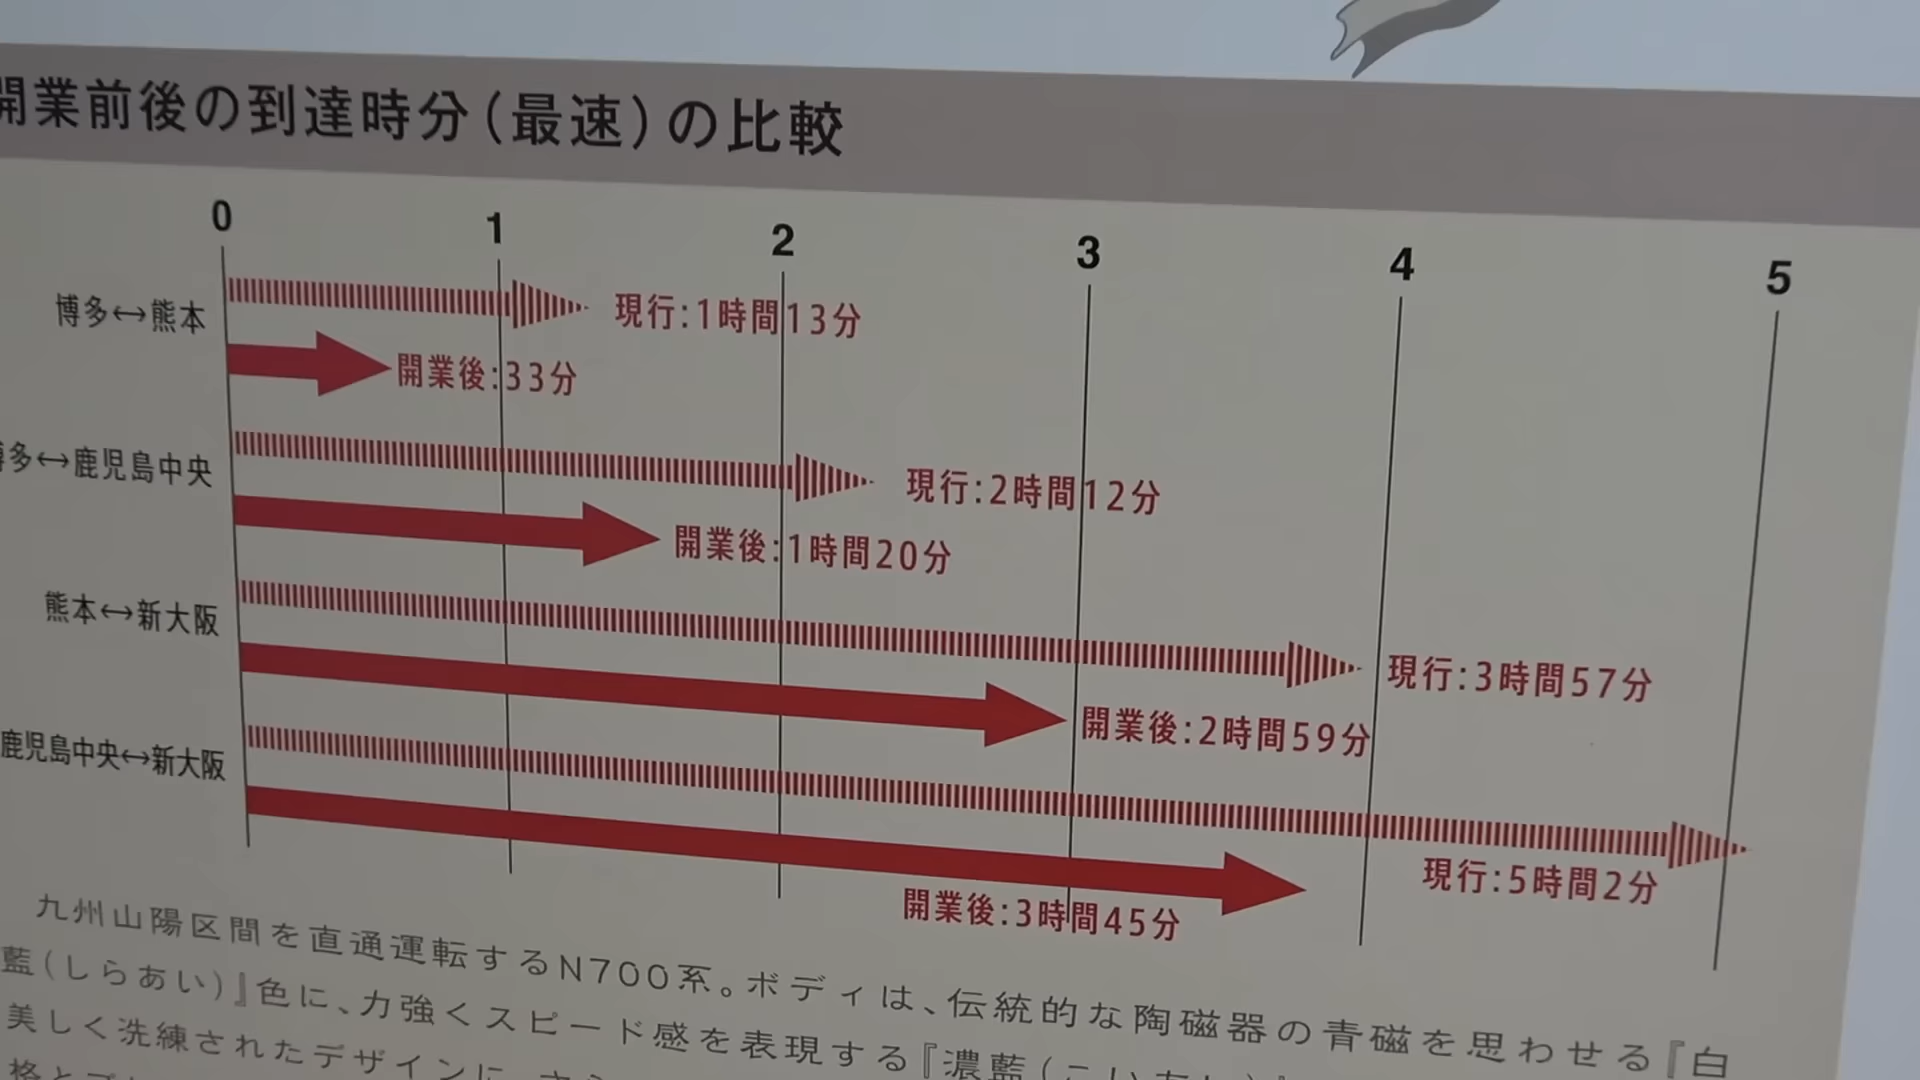 開業前後の到達時分(最速)の比較
0 1 2 3 4 5
博多↔熊本
現行:1時間13分
開業後:33分
博多↔鹿児島中央
現行:2時間12分
開業後:1時間20分
熊本↔新大阪
現行:3時間57分
開業後:2時間59分
鹿児島中央↔新大阪
現行:5時間2分
開業後:3時間45分
九州山陽区間を直通運転するN700系。ボディは、伝統的な陶磁器の青磁を思わせる『白
藍(しらあい)』色に、力強くスピード感を表現する『濃藍(こいあい)』
美しく洗練されたデザインに、さら